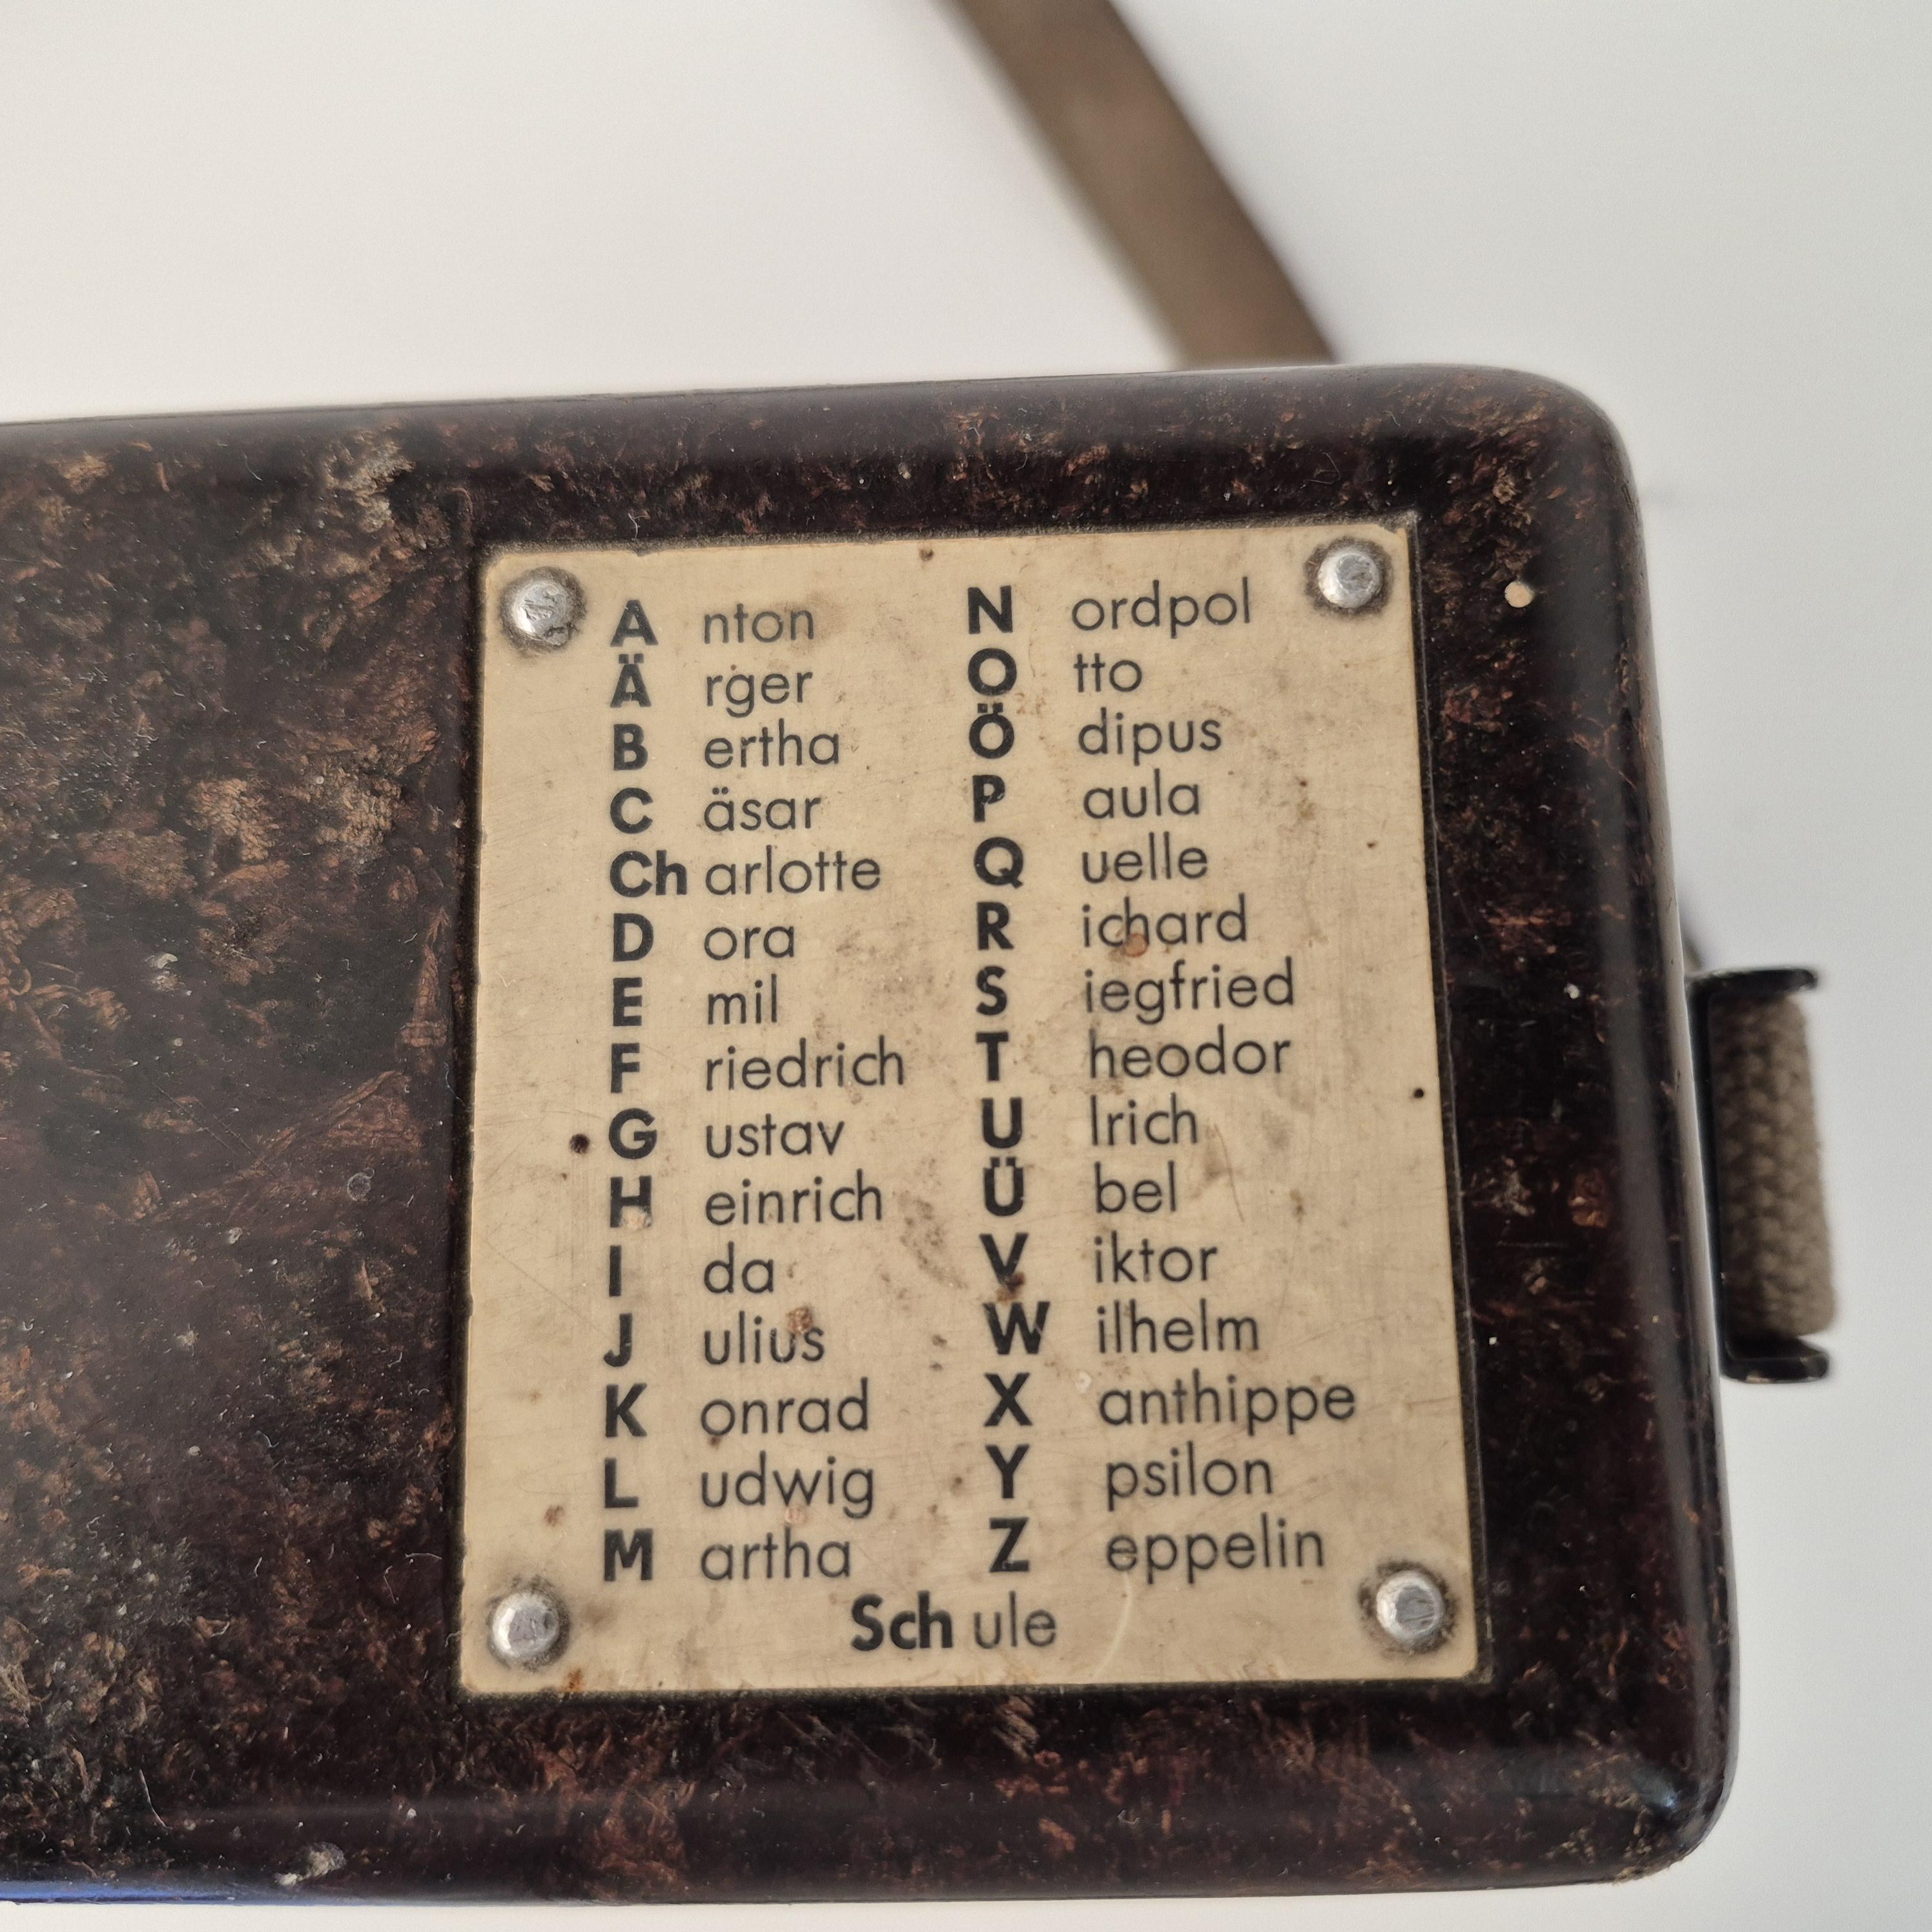 A nton
Ä rger
B ertha
C äsar
Ch arlotte
D ora
E mil
F riedrich
G ustav
H einrich
I da
J ulius
K onrad
L udwig
M artha
N ordpol
O tto
Ö dipus
P aula
Q uelle
R ichard
S iegfried
T heodor
U lrich
Ü bel
V iktor
W ilhelm
X anthippe
Y psilon
Z eppelin
Sch ule